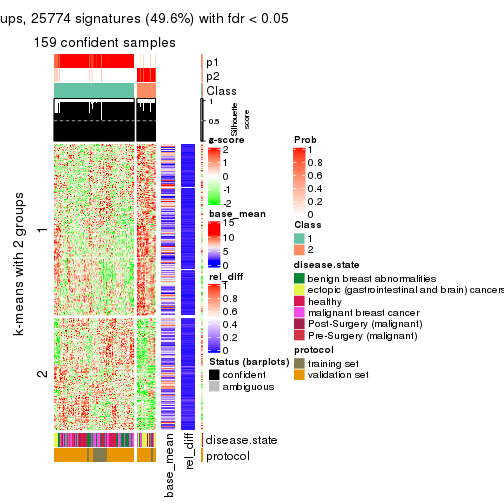 ups, 25774 signatures (49.6%) with fdr < 0.05
159 confident samples
p1
p2
Class
1
0.5
0
Silhouette
score
k-means with 2 groups
1
2
z-score
2
1
0
-1
-2
base_mean
15
10
5
0
rel_diff
1
0.8
0.6
0.4
0.2
0
Status (barplots)
confident
ambiguous
Prob
1
0.8
0.6
0.4
0.2
0
Class
1
2
disease.state
benign breast abnormalities
ectopic (gastrointestinal and brain) cancers
healthy
malignant breast cancer
Post-Surgery (malignant)
Pre-Surgery (malignant)
protocol
training set
validation set
disease.state
protocol
base_mean
rel_diff